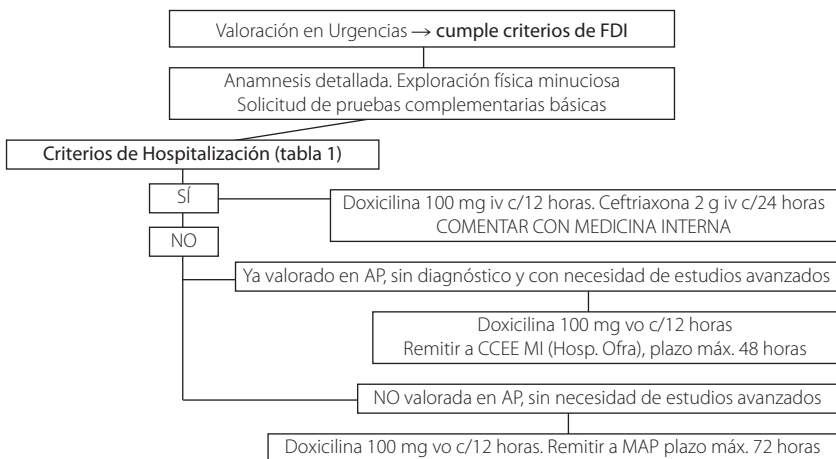 Valoración en Urgencias → cumple criterios de FDI
Anamnesis detallada. Exploración física minuciosa
Solicitud de pruebas complementarias básicas
Criterios de Hospitalización (tabla 1)
SÍ
Doxicilina 100 mg iv c/12 horas. Ceftriaxona 2 g iv c/24 horas
COMENTAR CON MEDICINA INTERNA
NO
Ya valorado en AP, sin diagnóstico y con necesidad de estudios avanzados
Doxicilina 100 mg vo c/12 horas
Remitir a CCEE MI (Hosp. Ofra), plazo máx. 48 horas
NO valorada en AP, sin necesidad de estudios avanzados
Doxicilina 100 mg vo c/12 horas. Remitir a MAP plazo máx. 72 horas